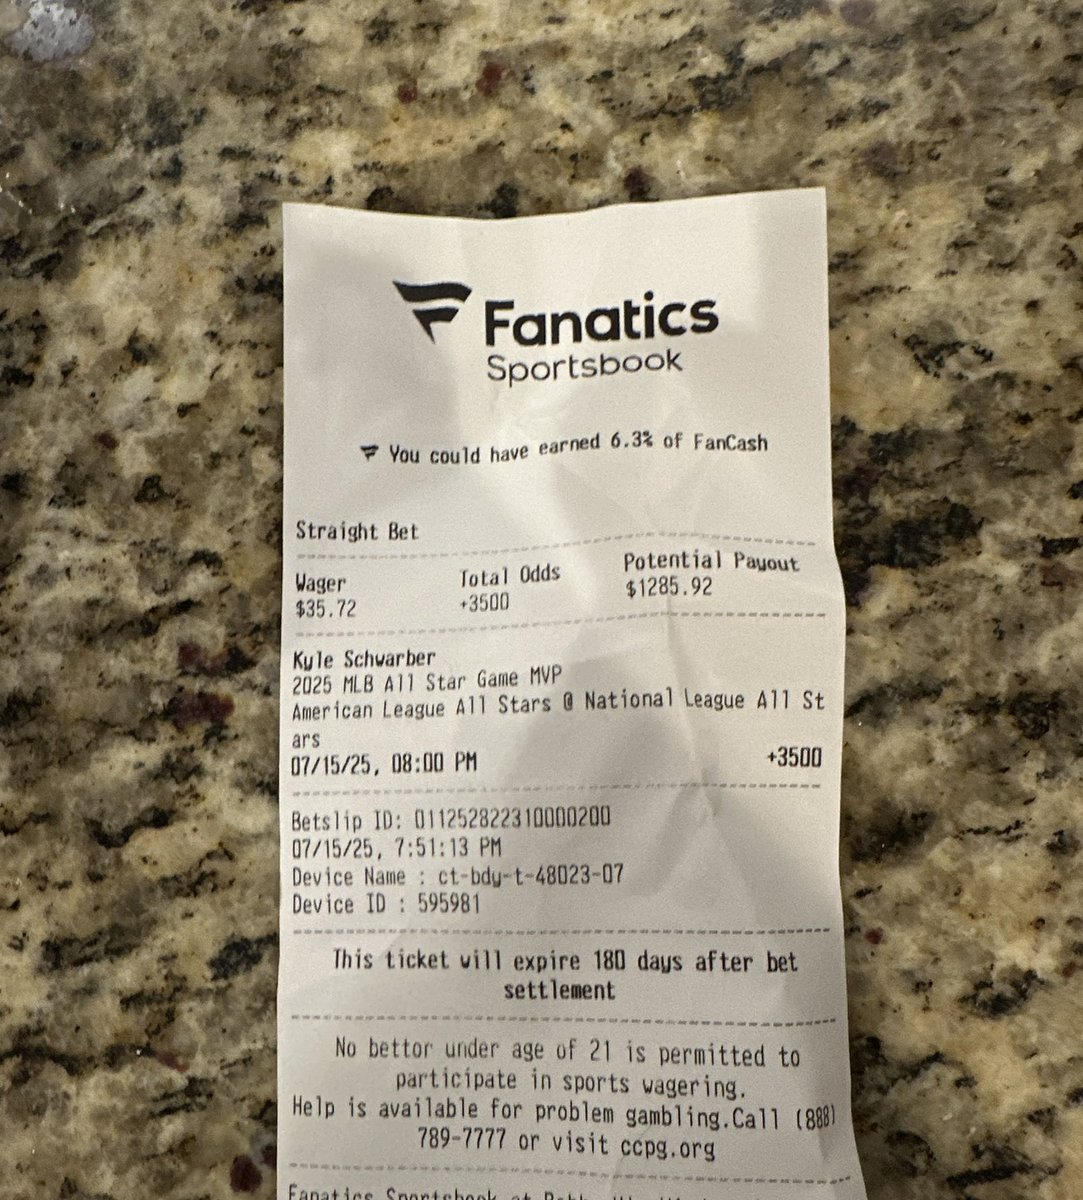 Fanatics
Sportsbook
You could have earned 6.3% of FanCash
Straight Bet
Wager Total Odds Potential Payout
$35.72 +3500 $1285.92
Kyle Schwarber
2025 MLB All Star Game MVP
American League All Stars @ National League All St
ars
07/15/25, 08:00 PM +3500
Betslip ID: 011252822310000200
07/15/25, 7:51:13 PM
Device Name : ct-bdy-t-48023-07
Device ID : 595981
This ticket will expire 180 days after bet
settlement
No bettor under age of 21 is permitted to
participate in sports wagering.
Help is available for problem gambling.Call (888)
789-7777 or visit ccpg.org
Fanatics Sportsbook at